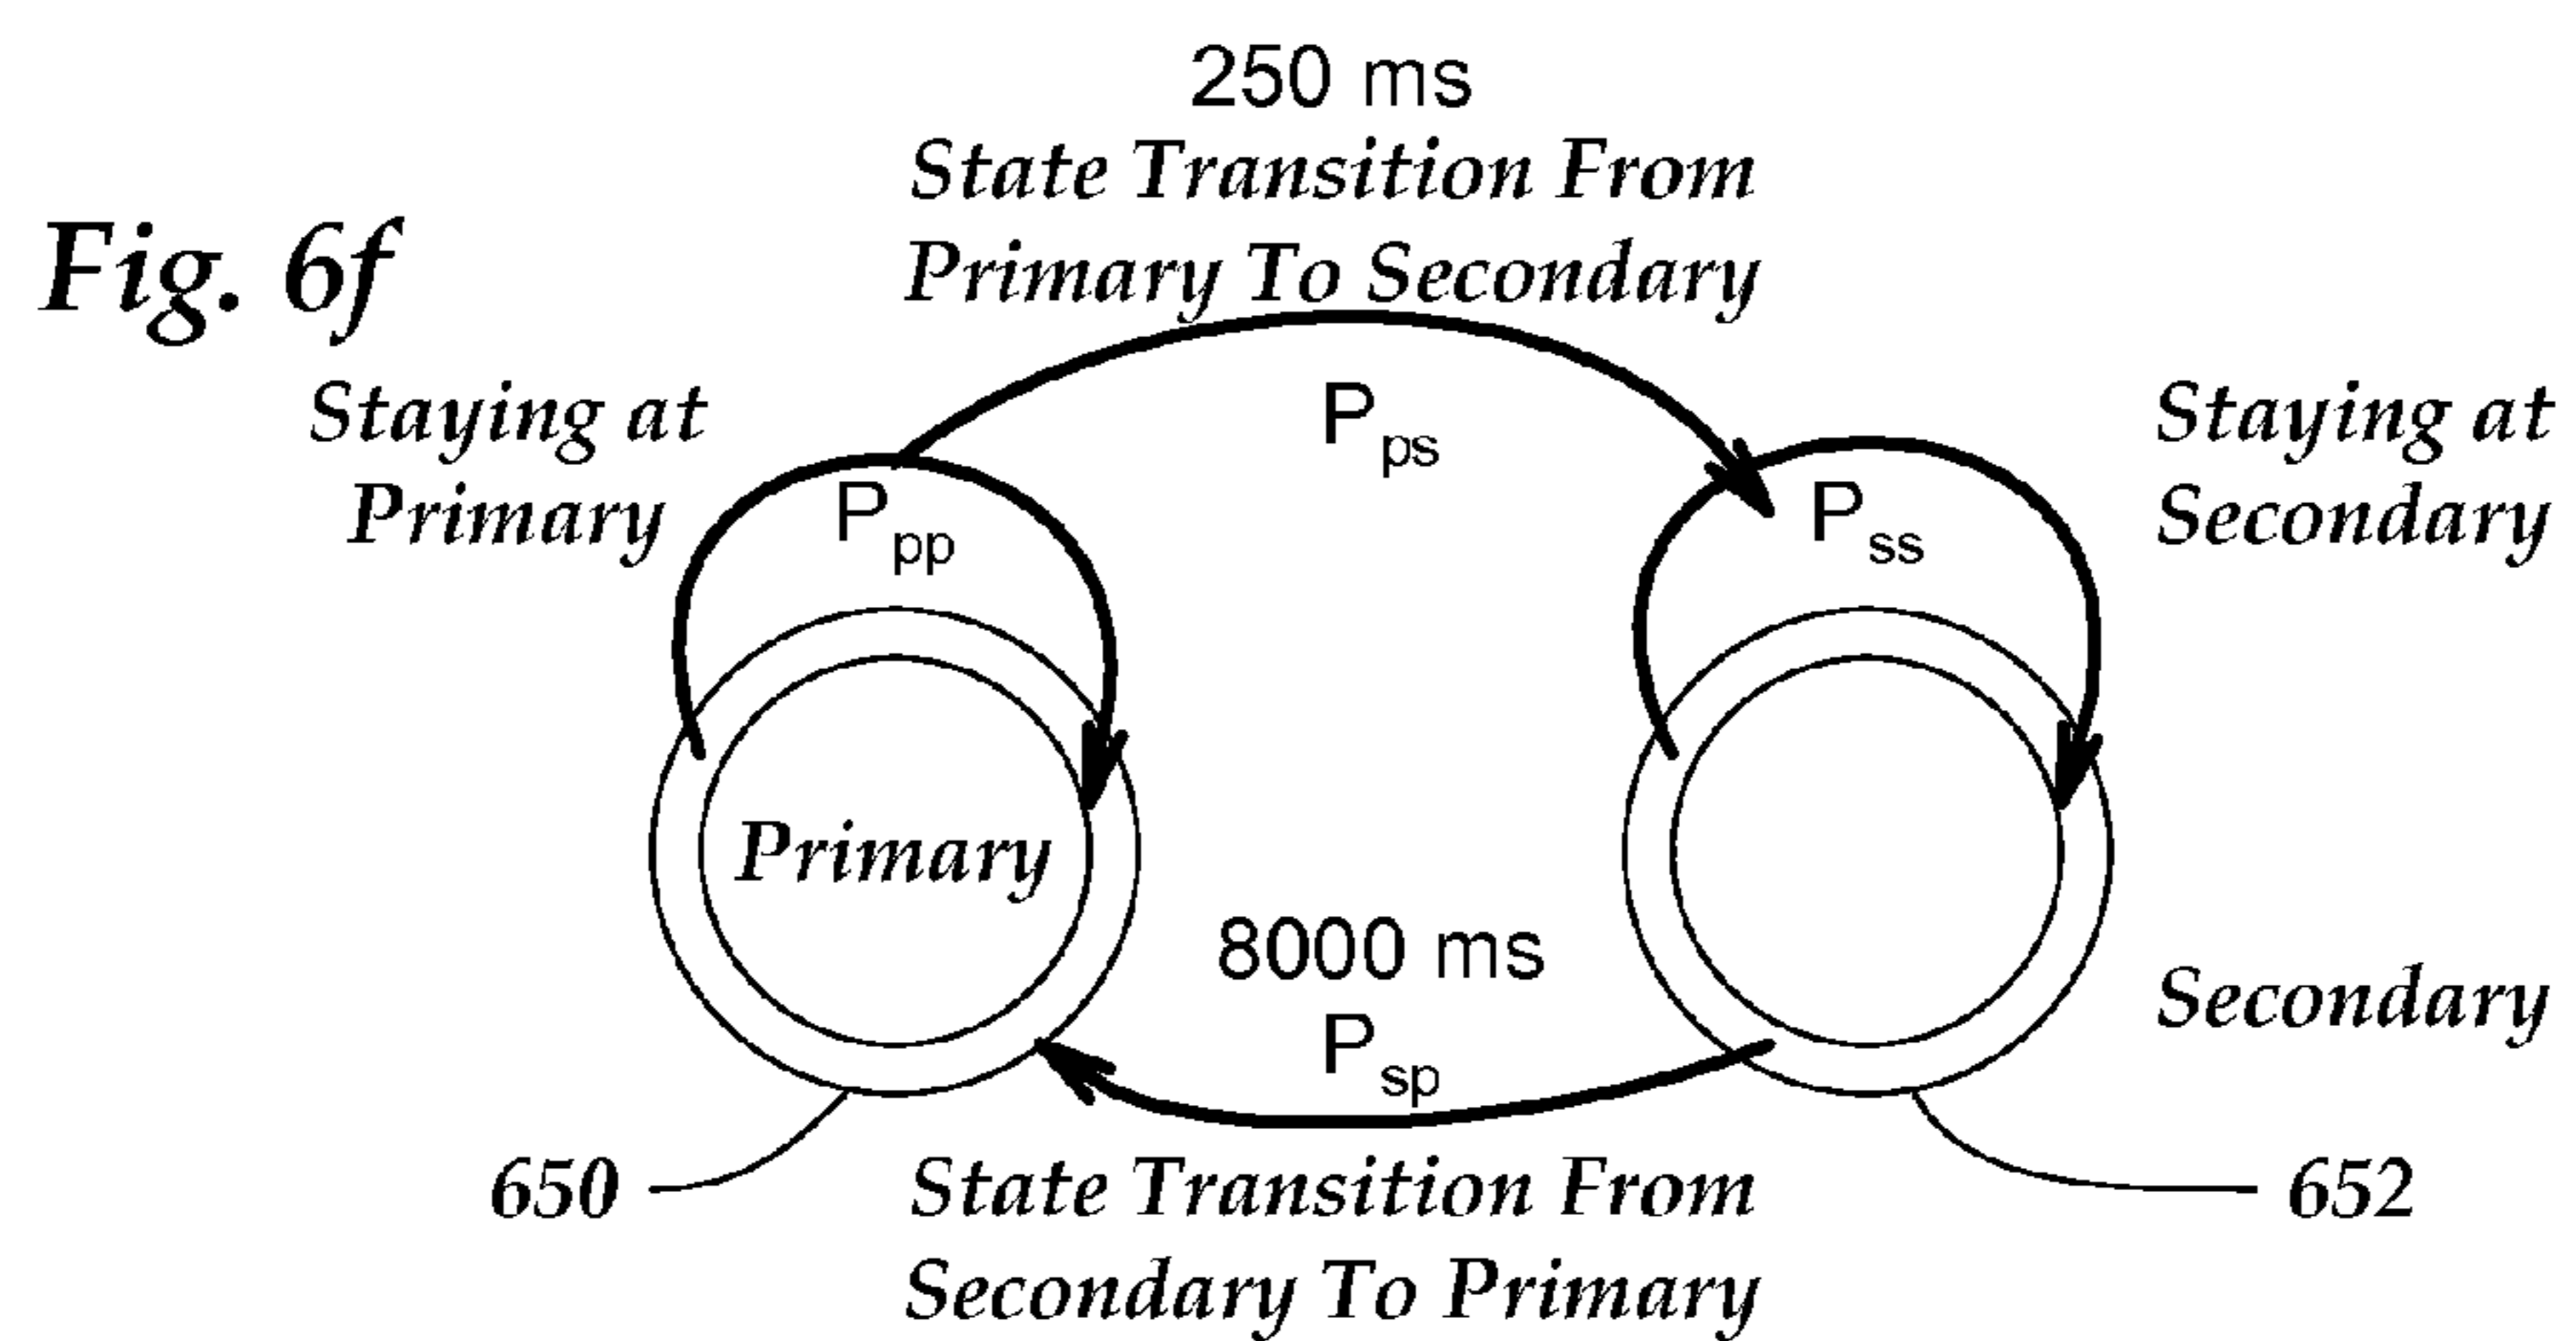 Fig. 6f
250 ms
State Transition From
Primary To Secondary
Staying at
Primary
P_ps
Staying at
Secondary
P_pp
P_ss
Primary
8000 ms
P_sp
Secondary
650
State Transition From
Secondary To Primary
652